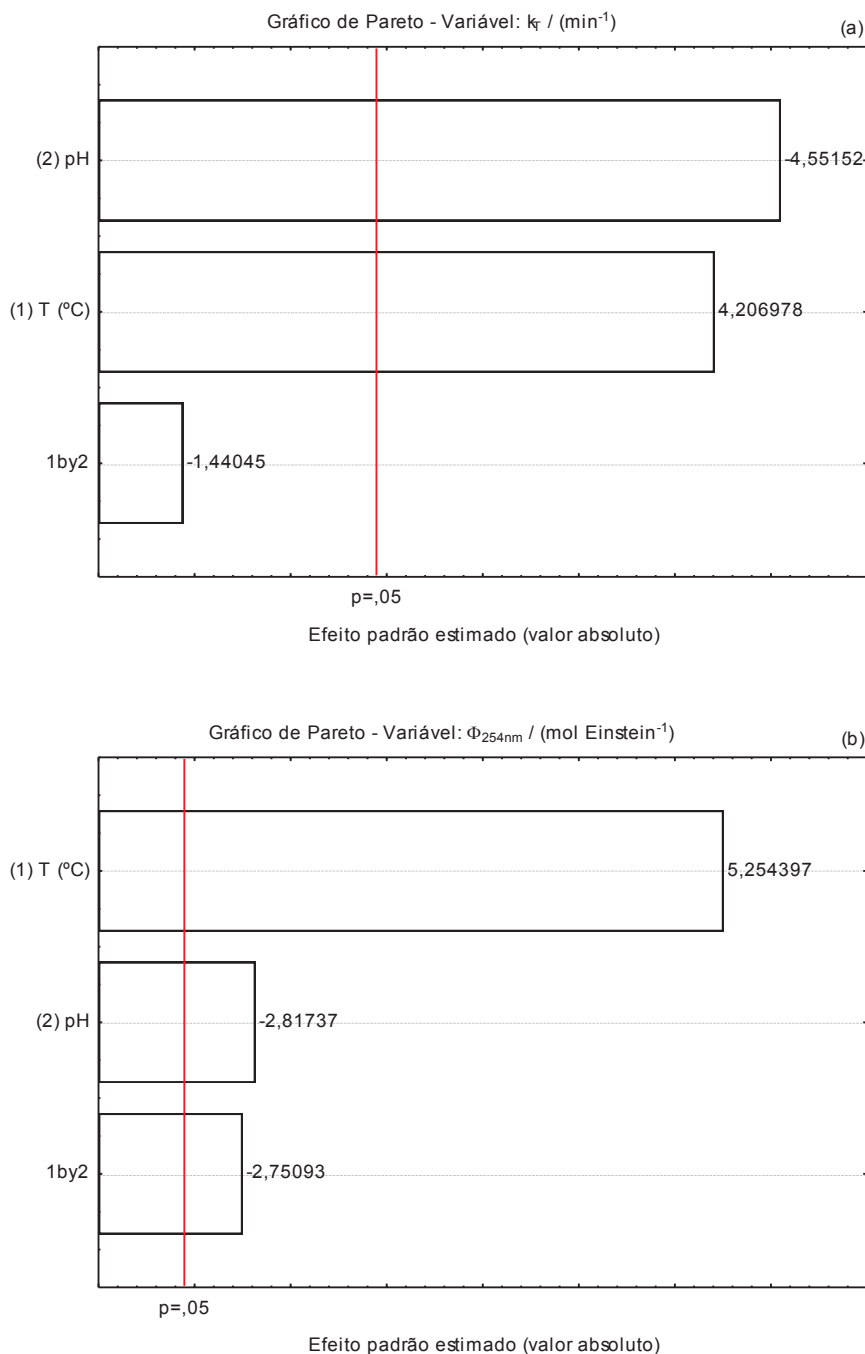 Gráfico de Pareto - Variável: kT / (min⁻¹)
(a)
(2) pH
-4,55152
(1) T (ºC)
4,206978
1by2
-1,44045
p=,05
Efeito padrão estimado (valor absoluto)
Gráfico de Pareto - Variável: Φ254nm / (mol Einstein⁻¹)
(b)
(1) T (ºC)
5,254397
(2) pH
-2,81737
1by2
-2,75093
p=,05
Efeito padrão estimado (valor absoluto)